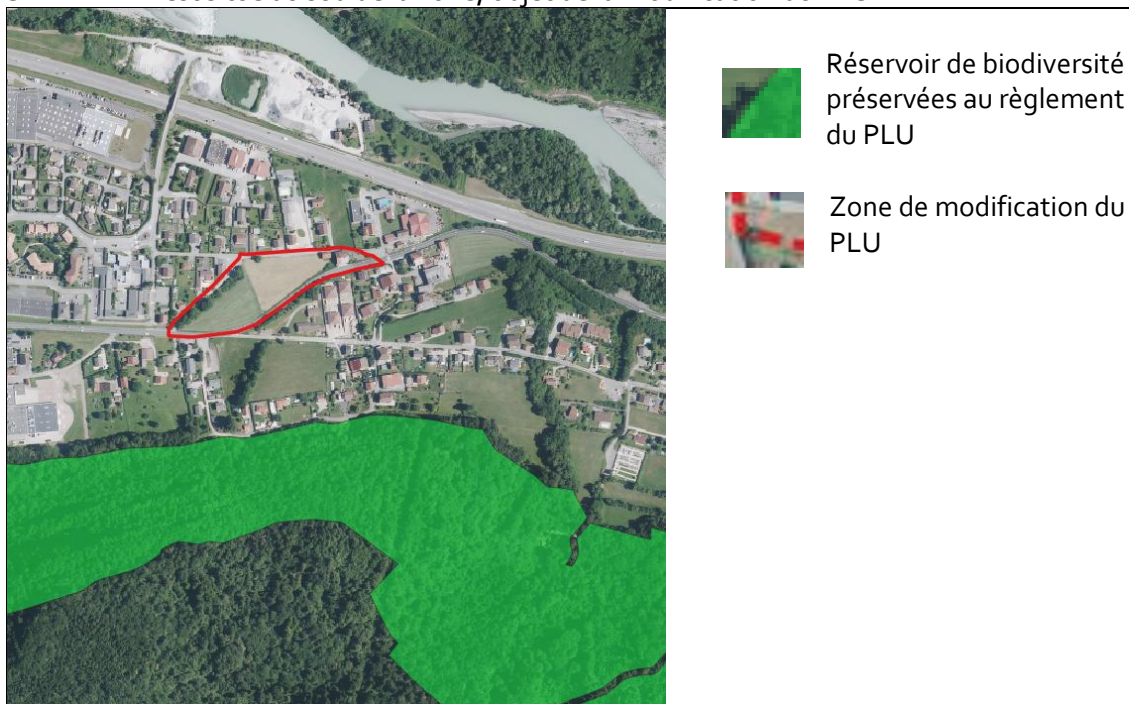 Réservoir de biodiversité
préservées au règlement
du PLU
Zone de modification du
PLU